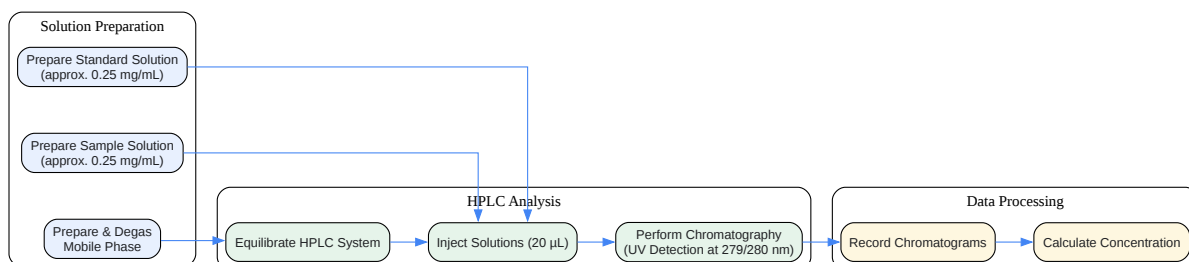 Solution Preparation
Prepare Standard Solution
(approx. 0.25 mg/mL)
Prepare Sample Solution
(approx. 0.25 mg/mL)
Prepare & Degas
Mobile Phase
HPLC Analysis
Equilibrate HPLC System
Inject Solutions (20 µL)
Perform Chromatography
(UV Detection at 279/280 nm)
Data Processing
Record Chromatograms
Calculate Concentration